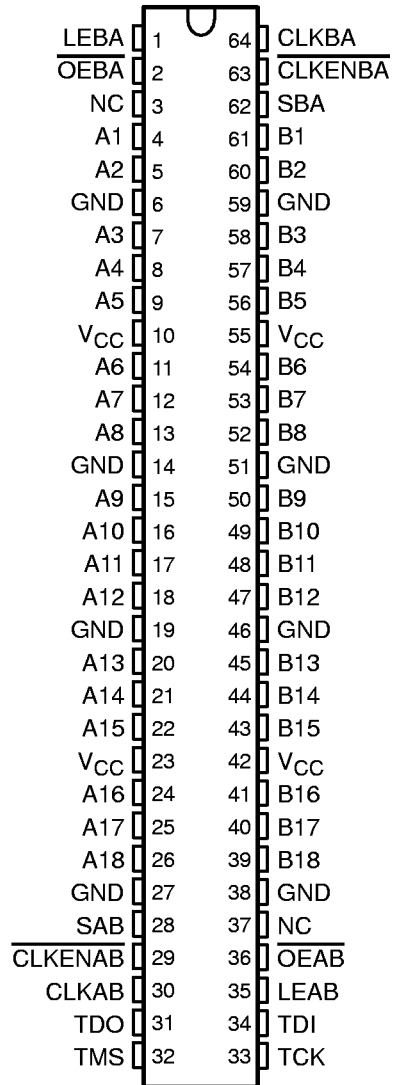 LEBA 1 64 CLKBA
OEBA 2 63 CLKENBA
NC 3 62 SBA
A1 4 61 B1
A2 5 60 B2
GND 6 59 GND
A3 7 58 B3
A4 8 57 B4
A5 9 56 B5
VCC 10 55 VCC
A6 11 54 B6
A7 12 53 B7
A8 13 52 B8
GND 14 51 GND
A9 15 50 B9
A10 16 49 B10
A11 17 48 B11
A12 18 47 B12
GND 19 46 GND
A13 20 45 B13
A14 21 44 B14
A15 22 43 B15
VCC 23 42 VCC
A16 24 41 B16
A17 25 40 B17
A18 26 39 B18
GND 27 38 GND
SAB 28 37 NC
CLKENAB 29 36 OEAB
CLKAB 30 35 LEAB
TDO 31 34 TDI
TMS 32 33 TCK